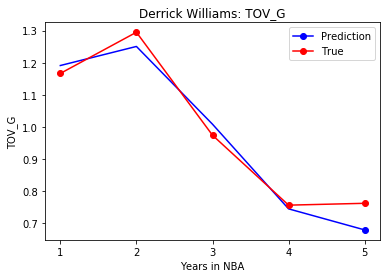 Derrick Williams: TOV_G
Prediction
True
1.3
1.2
1.1
1.0
0.9
0.8
0.7
TOV_G
1 2 3 4 5
Years in NBA